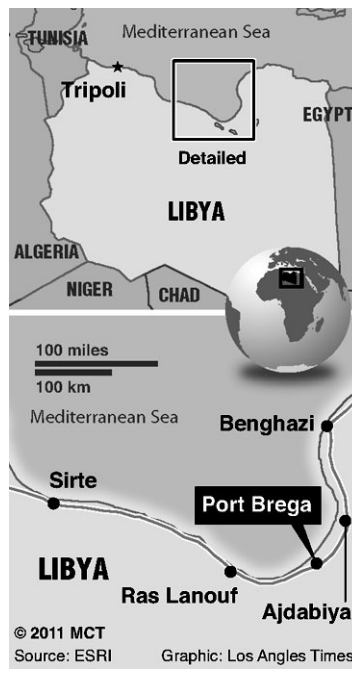 TUNISIA
Mediterranean Sea
Tripoli
EGYPT
Detailed
LIBYA
ALGERIA
NIGER
CHAD
100 miles
100 km
Mediterranean Sea
Benghazi
Sirte
Port Brega
LIBYA
Ras Lanouf
Ajdabiya
© 2011 MCT
Source: ESRI
Graphic: Los Angles Times